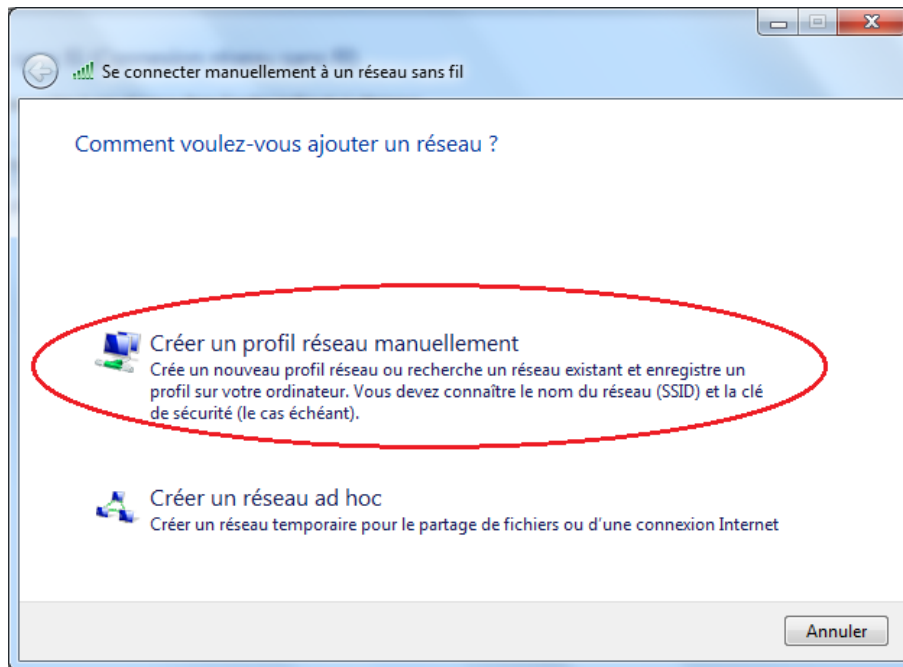 Se connecter manuellement à un réseau sans fil
Comment voulez-vous ajouter un réseau ?
Créer un profil réseau manuellement
Crée un nouveau profil réseau ou recherche un réseau existant et enregistre un
profil sur votre ordinateur. Vous devez connaître le nom du réseau (SSID) et la clé
de sécurité (le cas échéant).
Créer un réseau ad hoc
Créer un réseau temporaire pour le partage de fichiers ou d'une connexion Internet
Annuler